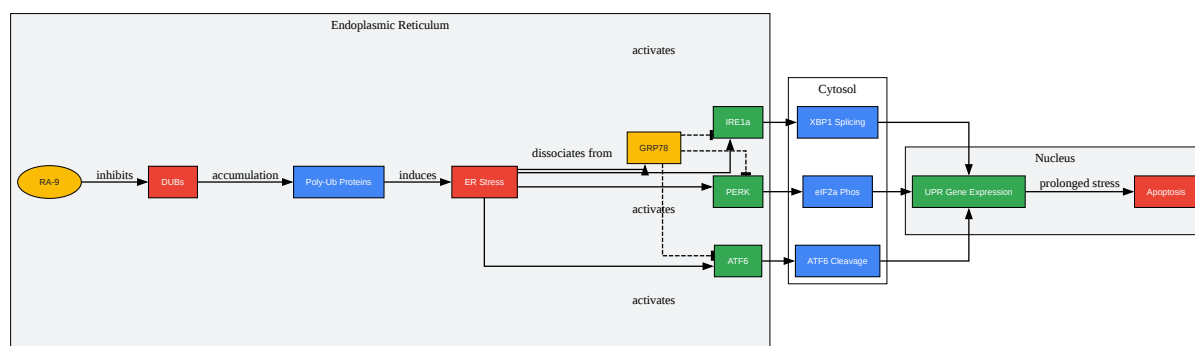 Endoplasmic Reticulum
activates
Cytosol
IRE1a
XBP1 Splicing
GRP78
dissociates from
Nucleus
RA-9
inhibits
DUBs
accumulation
Poly-Ub Proteins
induces
ER Stress
PERK
eIF2a Phos
UPR Gene Expression
prolonged stress
Apoptosis
activates
ATF6
ATF6 Cleavage
activates